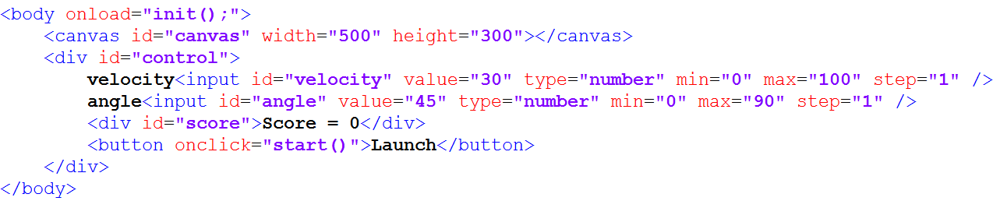 <body onload="init();">
    <canvas id="canvas" width="500" height="300"></canvas>
    <div id="control">
        velocity<input id="velocity" value="30" type="number" min="0" max="100" step="1" />
        angle<input id="angle" value="45" type="number" min="0" max="90" step="1" />
        <div id="score">Score = 0</div>
        <button onclick="start()">Launch</button>
    </div>
</body>